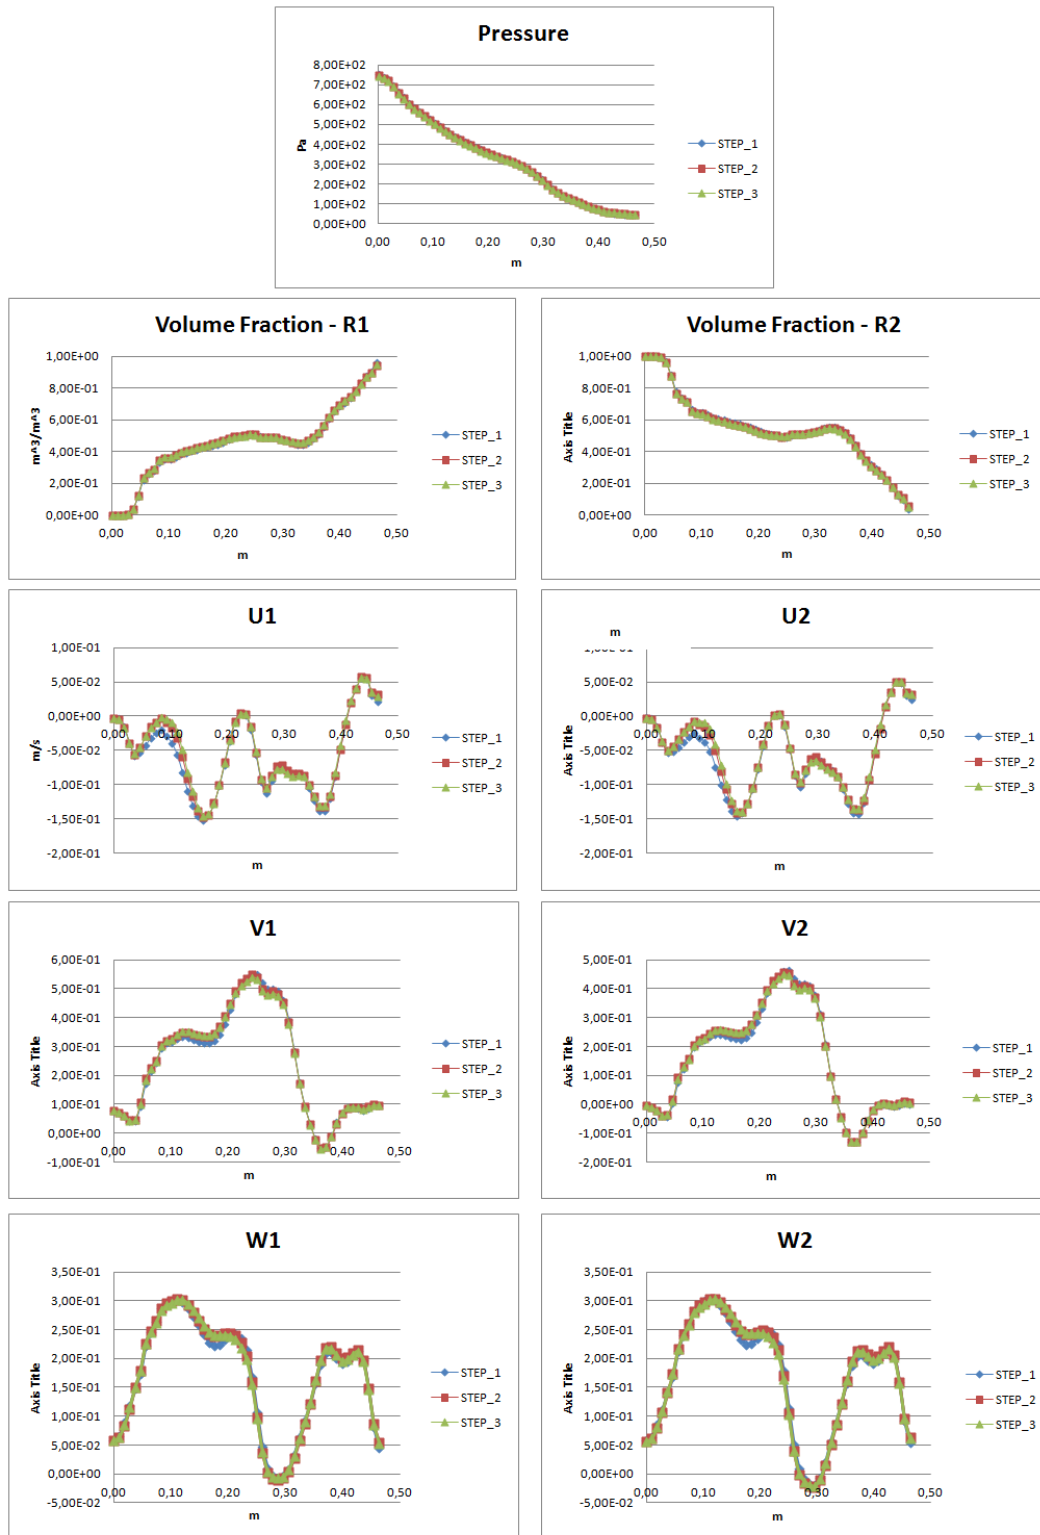 Pressure
8,00E+02
7,00E+02
6,00E+02
5,00E+02
4,00E+02
3,00E+02
2,00E+02
1,00E+02
0,00E+00
Pa
0,00 0,10 0,20 0,30 0,40 0,50
m
STEP_1
STEP_2
STEP_3
Volume Fraction - R1
1,00E+00
8,00E-01
6,00E-01
4,00E-01
2,00E-01
0,00E+00
m^3/m^3
0,00 0,10 0,20 0,30 0,40 0,50
m
STEP_1
STEP_2
STEP_3
Volume Fraction - R2
1,00E+00
8,00E-01
6,00E-01
4,00E-01
2,00E-01
0,00E+00
Axis Title
0,00 0,10 0,20 0,30 0,40 0,50
m
STEP_1
STEP_2
STEP_3
U1
1,00E-01
5,00E-02
0,00E+00
-5,00E-02
-1,00E-01
-1,50E-01
-2,00E-01
m/s
0,00 0,10 0,20 0,30 0,40 0,50
m
STEP_1
STEP_2
STEP_3
U2
m
1,00E-01
5,00E-02
0,00E+00
-5,00E-02
-1,00E-01
-1,50E-01
-2,00E-01
Axis Title
0,00 0,10 0,20 0,30 0,40 0,50
m
STEP_1
STEP_2
STEP_3
V1
6,00E-01
5,00E-01
4,00E-01
3,00E-01
2,00E-01
1,00E-01
0,00E+00
-1,00E-01
Axis Title
0,00 0,10 0,20 0,30 0,40 0,50
m
STEP_1
STEP_2
STEP_3
V2
5,00E-01
4,00E-01
3,00E-01
2,00E-01
1,00E-01
0,00E+00
-1,00E-01
-2,00E-01
Axis Title
0,00 0,10 0,20 0,30 0,40 0,50
m
STEP_1
STEP_2
STEP_3
W1
3,50E-01
3,00E-01
2,50E-01
2,00E-01
1,50E-01
1,00E-01
5,00E-02
0,00E+00
-5,00E-02
Axis Title
0,00 0,10 0,20 0,30 0,40 0,50
m
STEP_1
STEP_2
STEP_3
W2
3,50E-01
3,00E-01
2,50E-01
2,00E-01
1,50E-01
1,00E-01
5,00E-02
0,00E+00
-5,00E-02
Axis Title
0,00 0,10 0,20 0,30 0,40 0,50
m
STEP_1
STEP_2
STEP_3